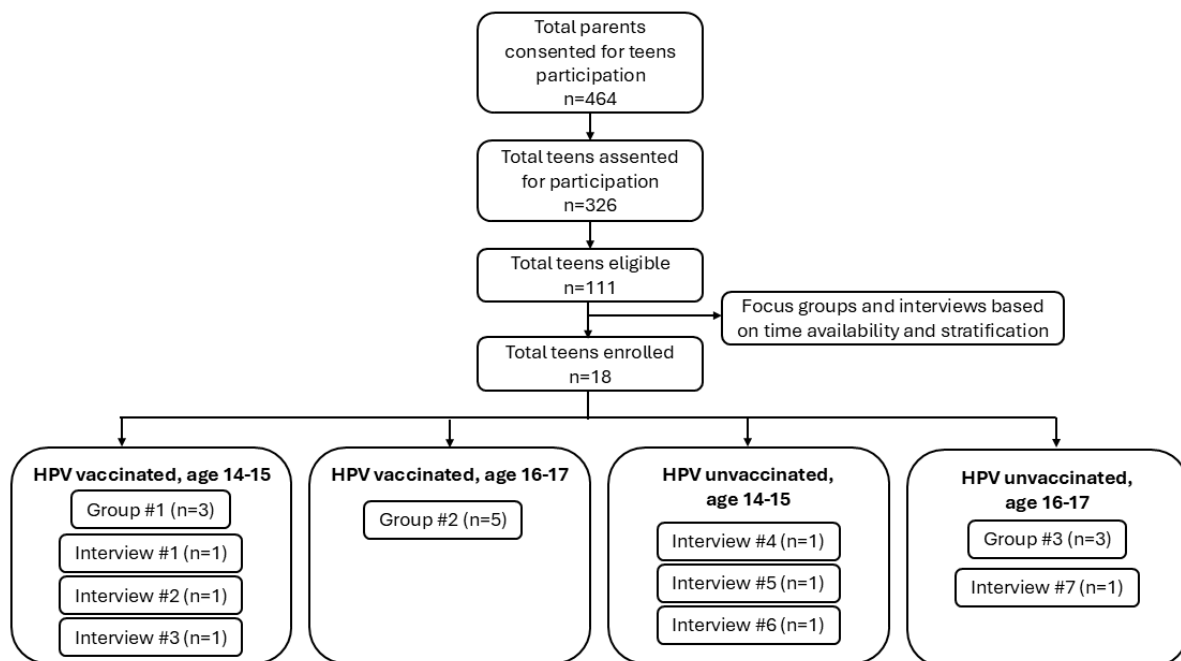 Total parents
consented for teens
participation
n=464
Total teens assented
for participation
n=326
Total teens eligible
n=111
Focus groups and interviews based
on time availability and stratification
Total teens enrolled
n=18
HPV vaccinated, age 14-15
Group #1 (n=3)
Interview #1 (n=1)
Interview #2 (n=1)
Interview #3 (n=1)
HPV vaccinated, age 16-17
Group #2 (n=5)
HPV unvaccinated,
age 14-15
Interview #4 (n=1)
Interview #5 (n=1)
Interview #6 (n=1)
HPV unvaccinated,
age 16-17
Group #3 (n=3)
Interview #7 (n=1)